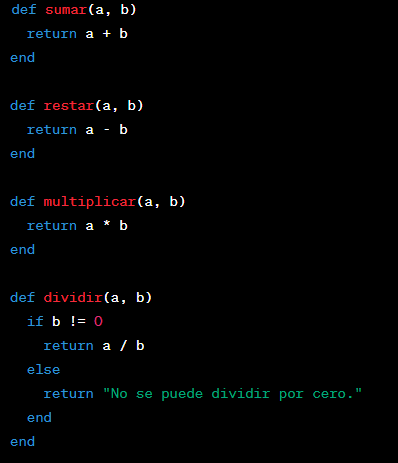 def sumar(a, b)
  return a + b
end

def restar(a, b)
  return a - b
end

def multiplicar(a, b)
  return a * b
end

def dividir(a, b)
  if b != 0
    return a / b
  else
    return "No se puede dividir por cero."
  end
end